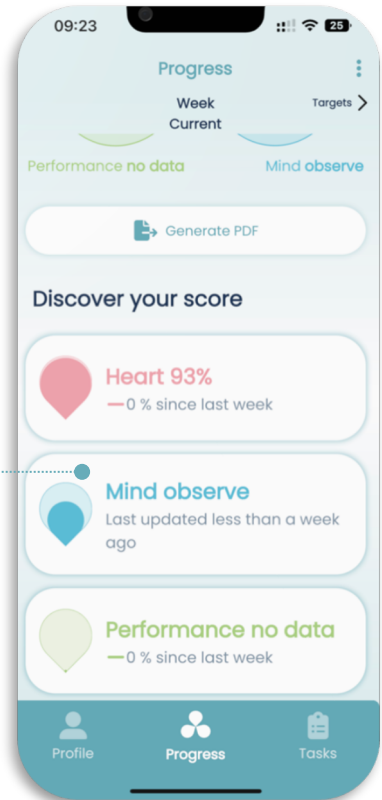 09:23
25
Progress
Week
Targets
Current
Performance no data
Mind observe
Generate PDF
Discover your score
Heart 93%
—0 % since last week
Mind observe
Last updated less than a week
ago
Performance no data
—0 % since last week
Profile
Progress
Tasks